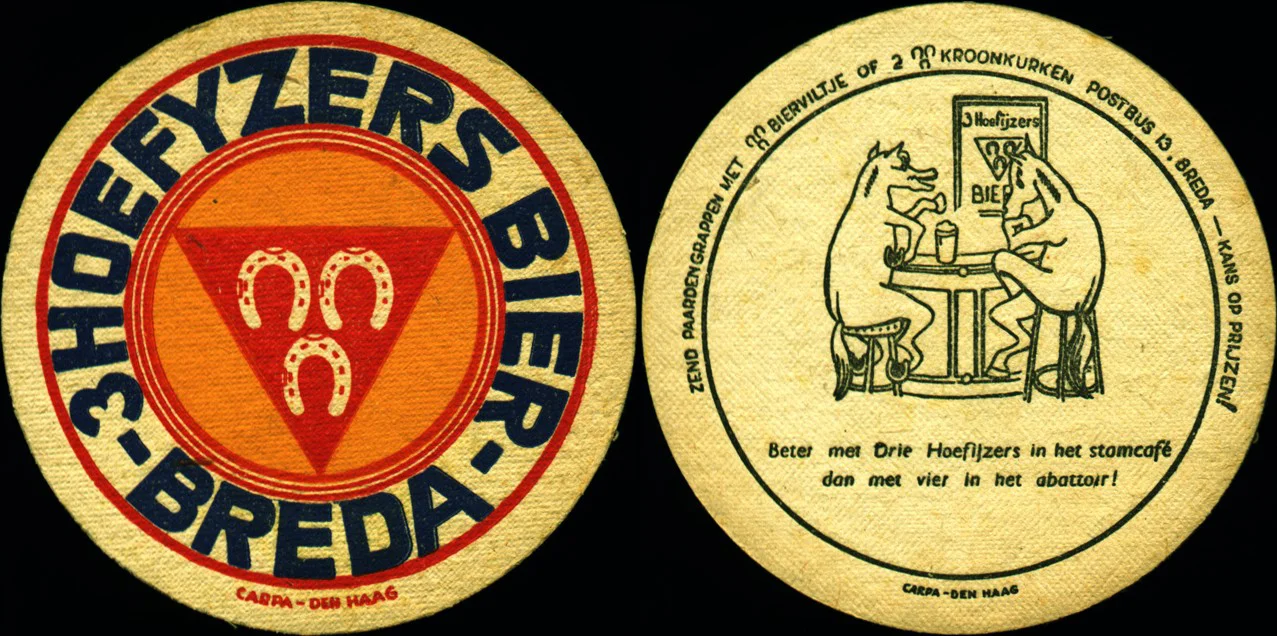 3 HOEFYZERS BIER-
-BREDA
CARPA - DEN HAAG
ZEND PAARDENGRAPPEN MET BIERVILTJE OF 2 KROONKURKEN POSTBUS 13, BREDA — KANS OP PRIJZEN!
3 Hoefijzers
BIER
Beter met Drie Hoefijzers in het stamcafé
dan met vier in het abattoir!
CARPA - DEN HAAG